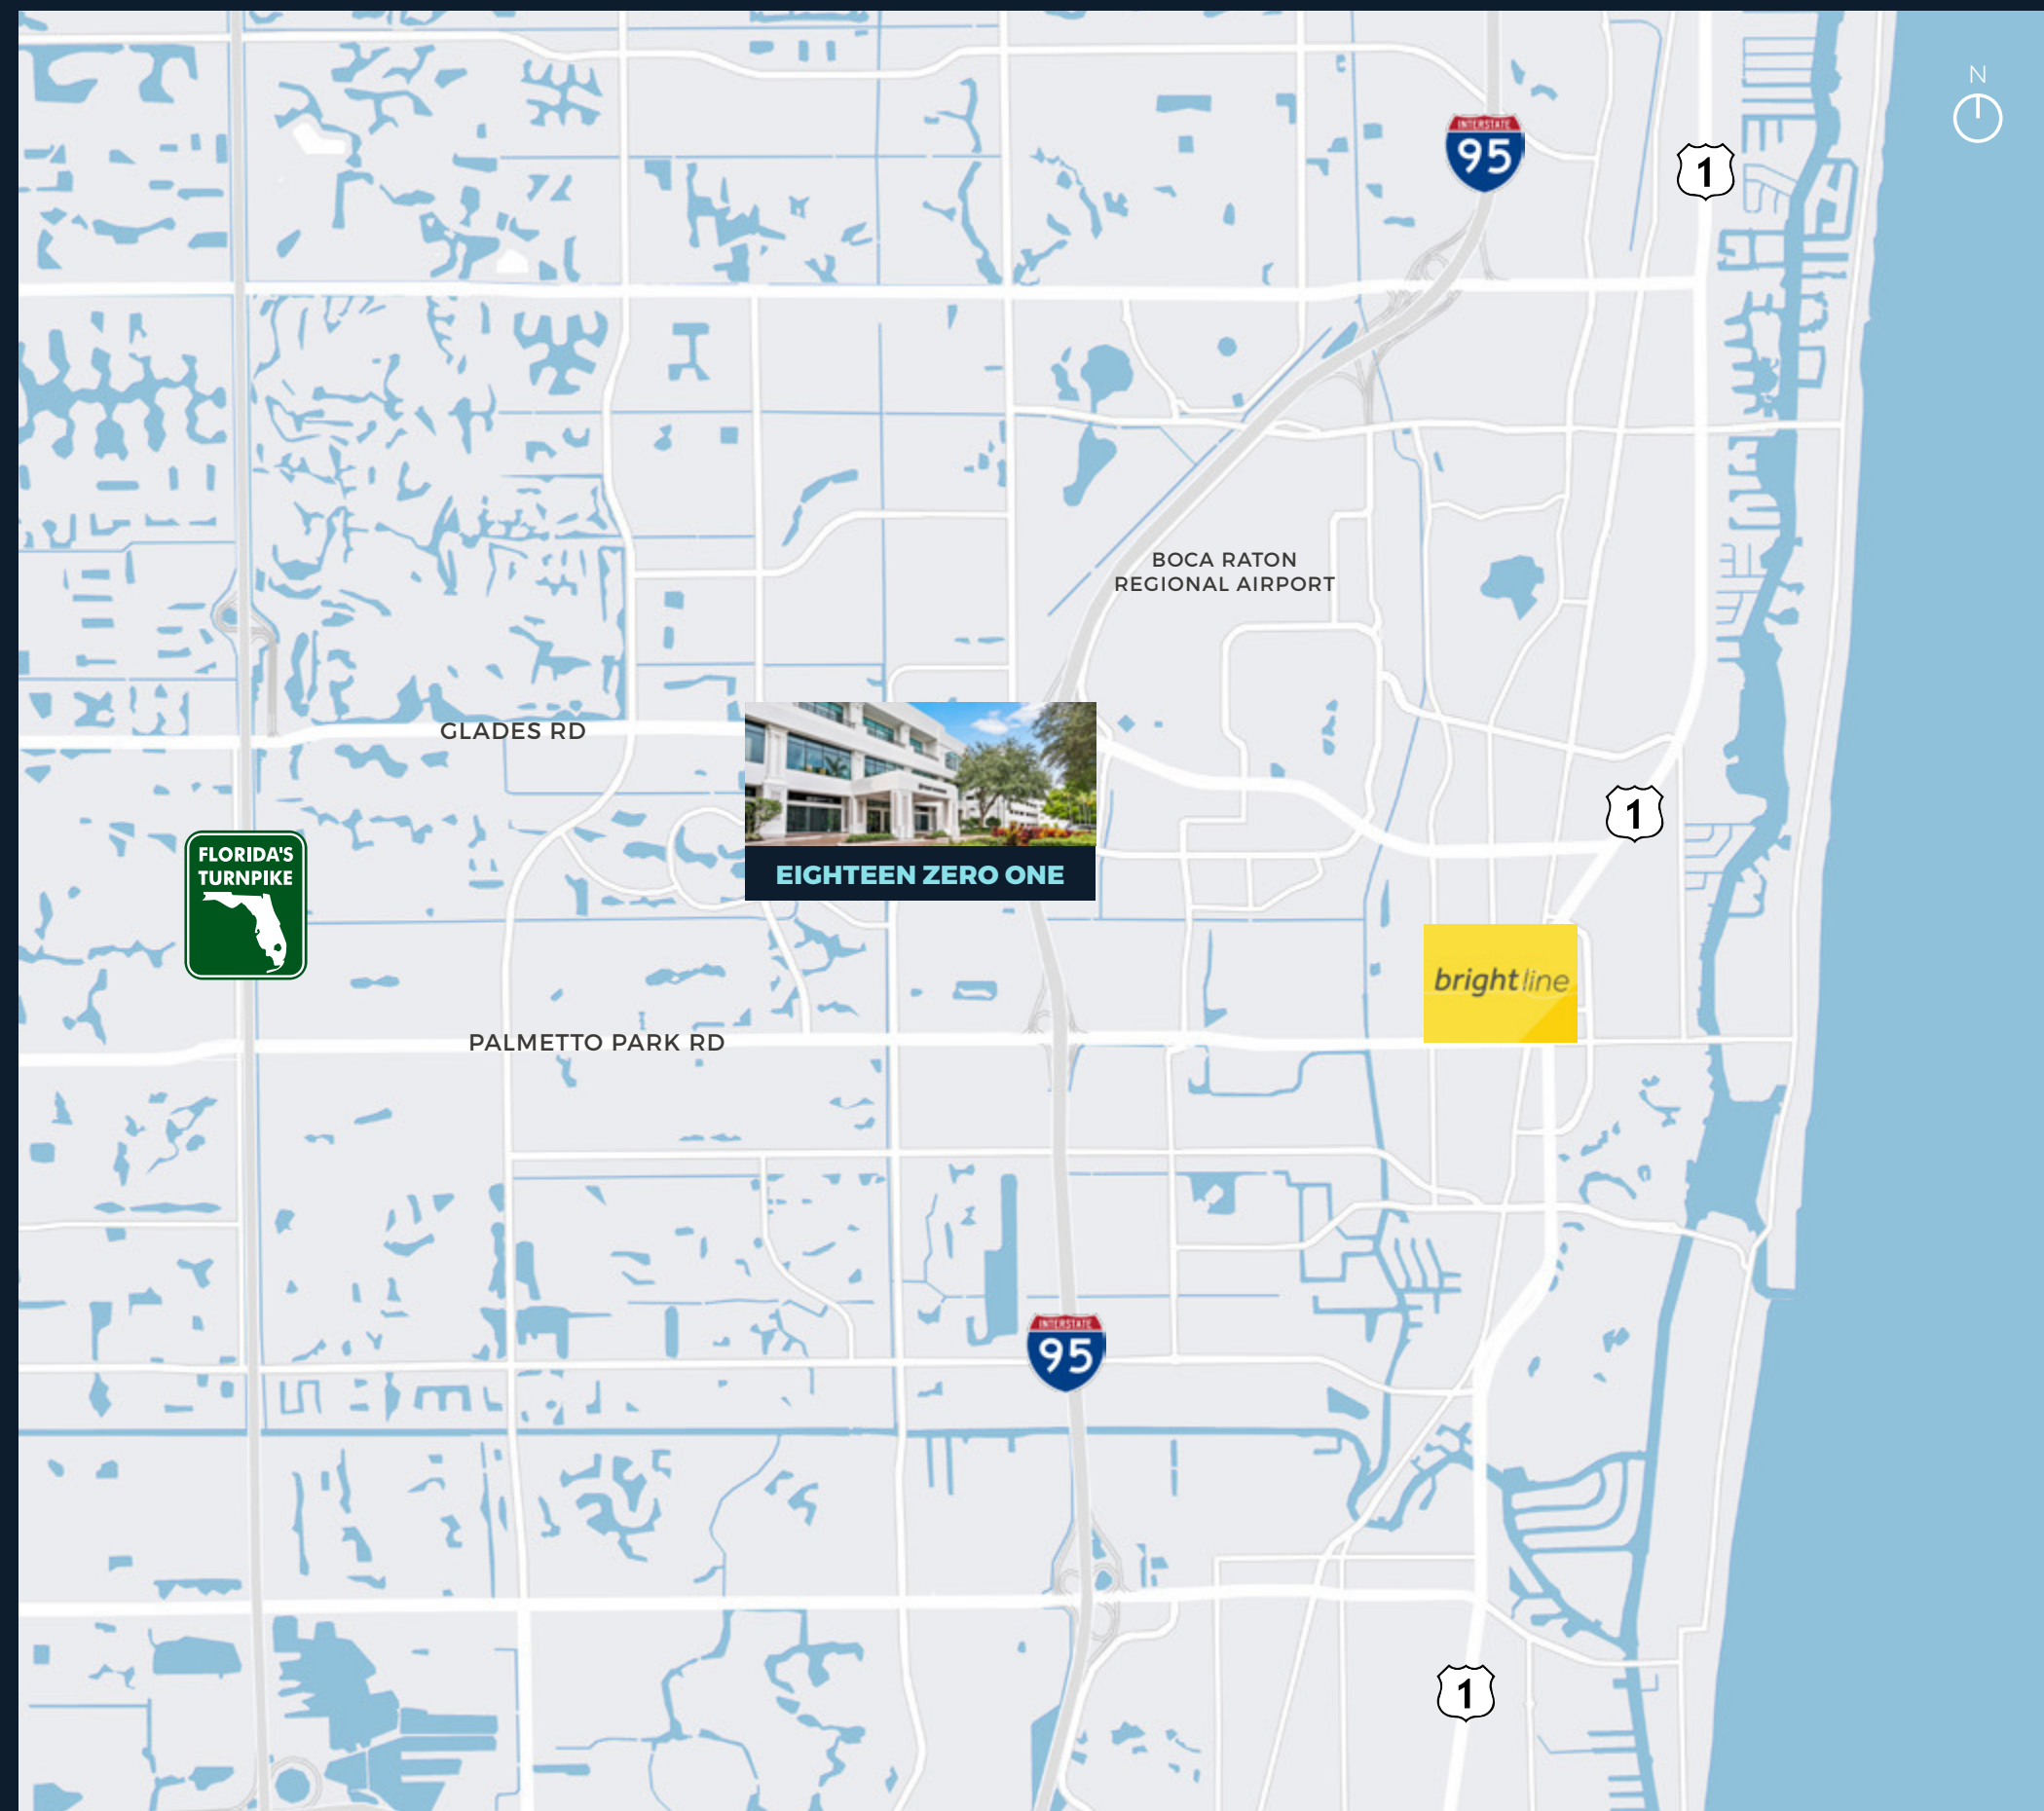 N
INTERSTATE
95
1
BOCA RATON
REGIONAL AIRPORT
GLADES RD
EIGHTEEN ZERO ONE
1
FLORIDA'S
TURNPIKE
brightline
PALMETTO PARK RD
INTERSTATE
95
1